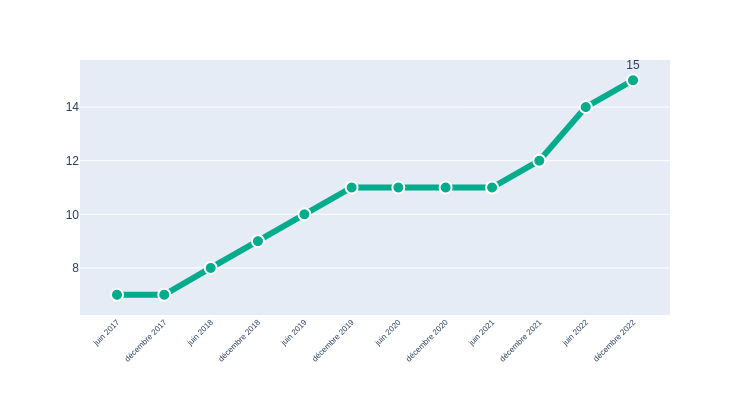 15
14
12
10
8
juin 2017
décembre 2017
juin 2018
décembre 2018
juin 2019
décembre 2019
juin 2020
décembre 2020
juin 2021
décembre 2021
juin 2022
décembre 2022